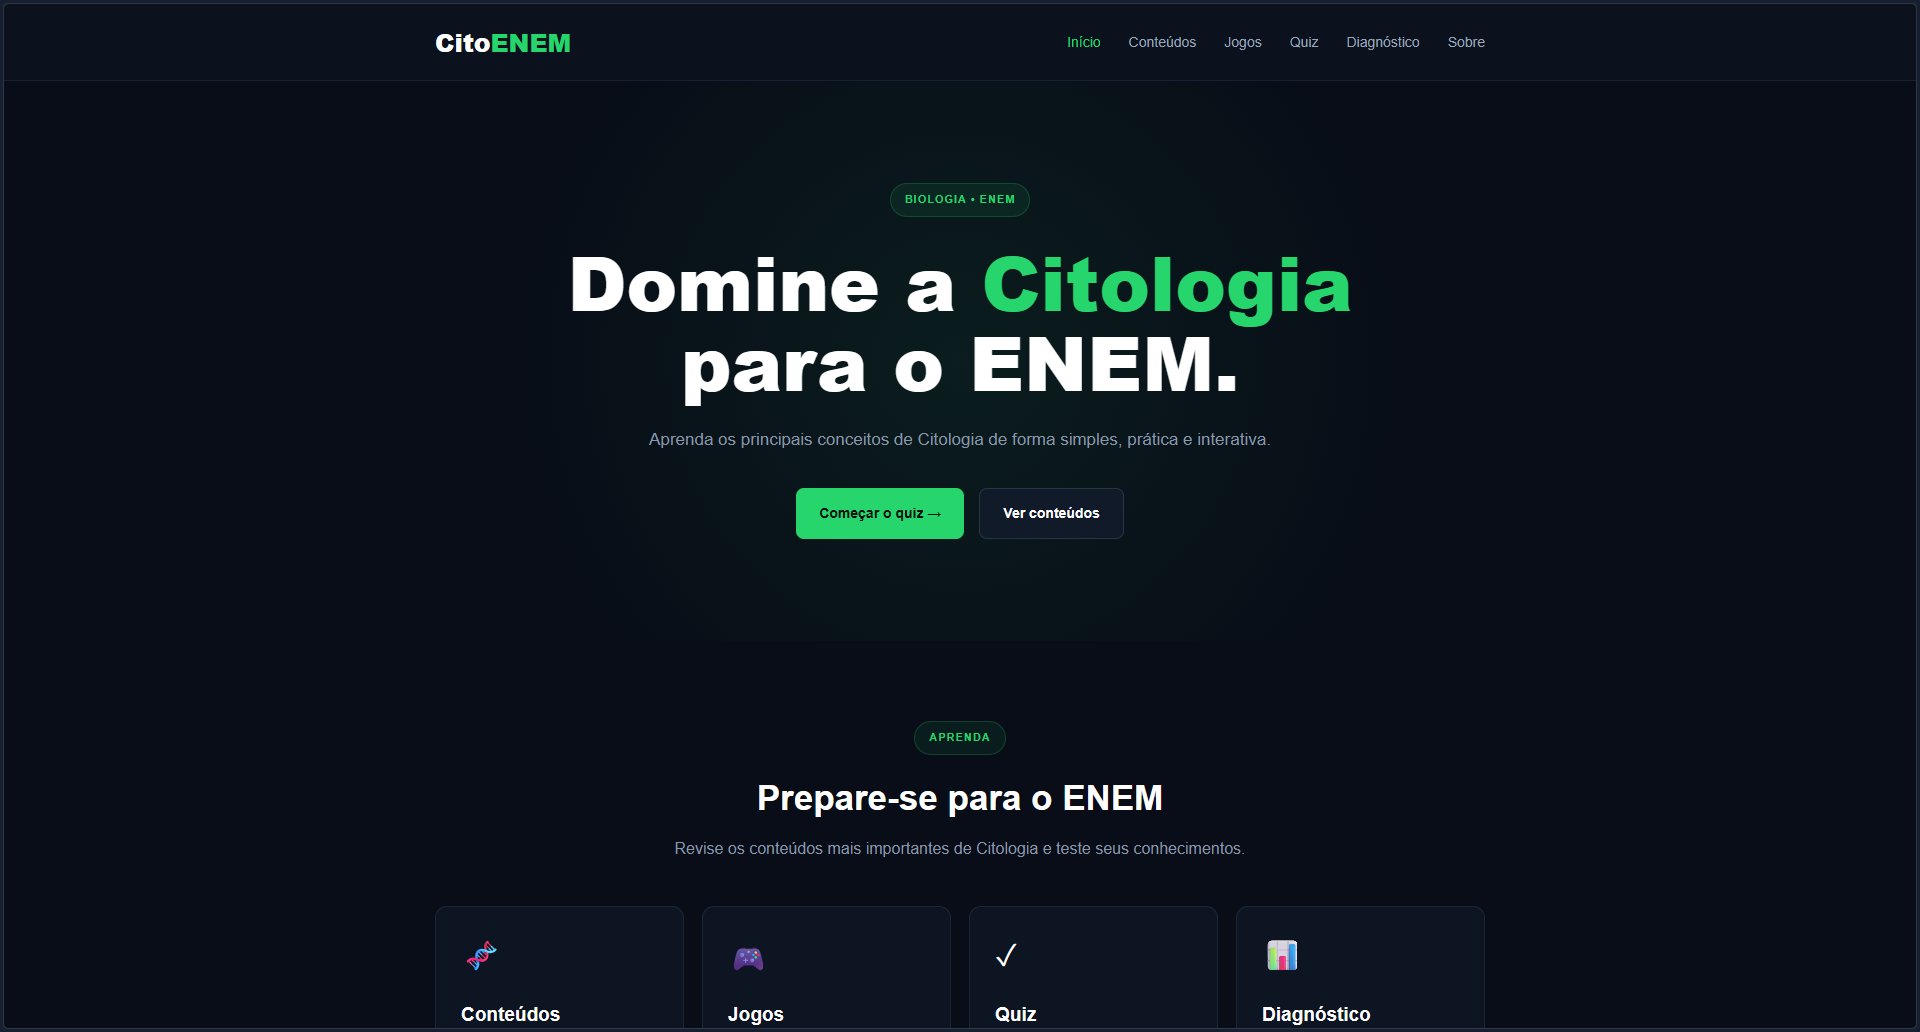 CitoENEM
Início Conteúdos Jogos Quiz Diagnóstico Sobre
BIOLOGIA • ENEM
Domine a Citologia
para o ENEM.
Aprenda os principais conceitos de Citologia de forma simples, prática e interativa.
Começar o quiz →
Ver conteúdos
APRENDA
Prepare-se para o ENEM
Revise os conteúdos mais importantes de Citologia e teste seus conhecimentos.
Conteúdos
Jogos
Quiz
Diagnóstico